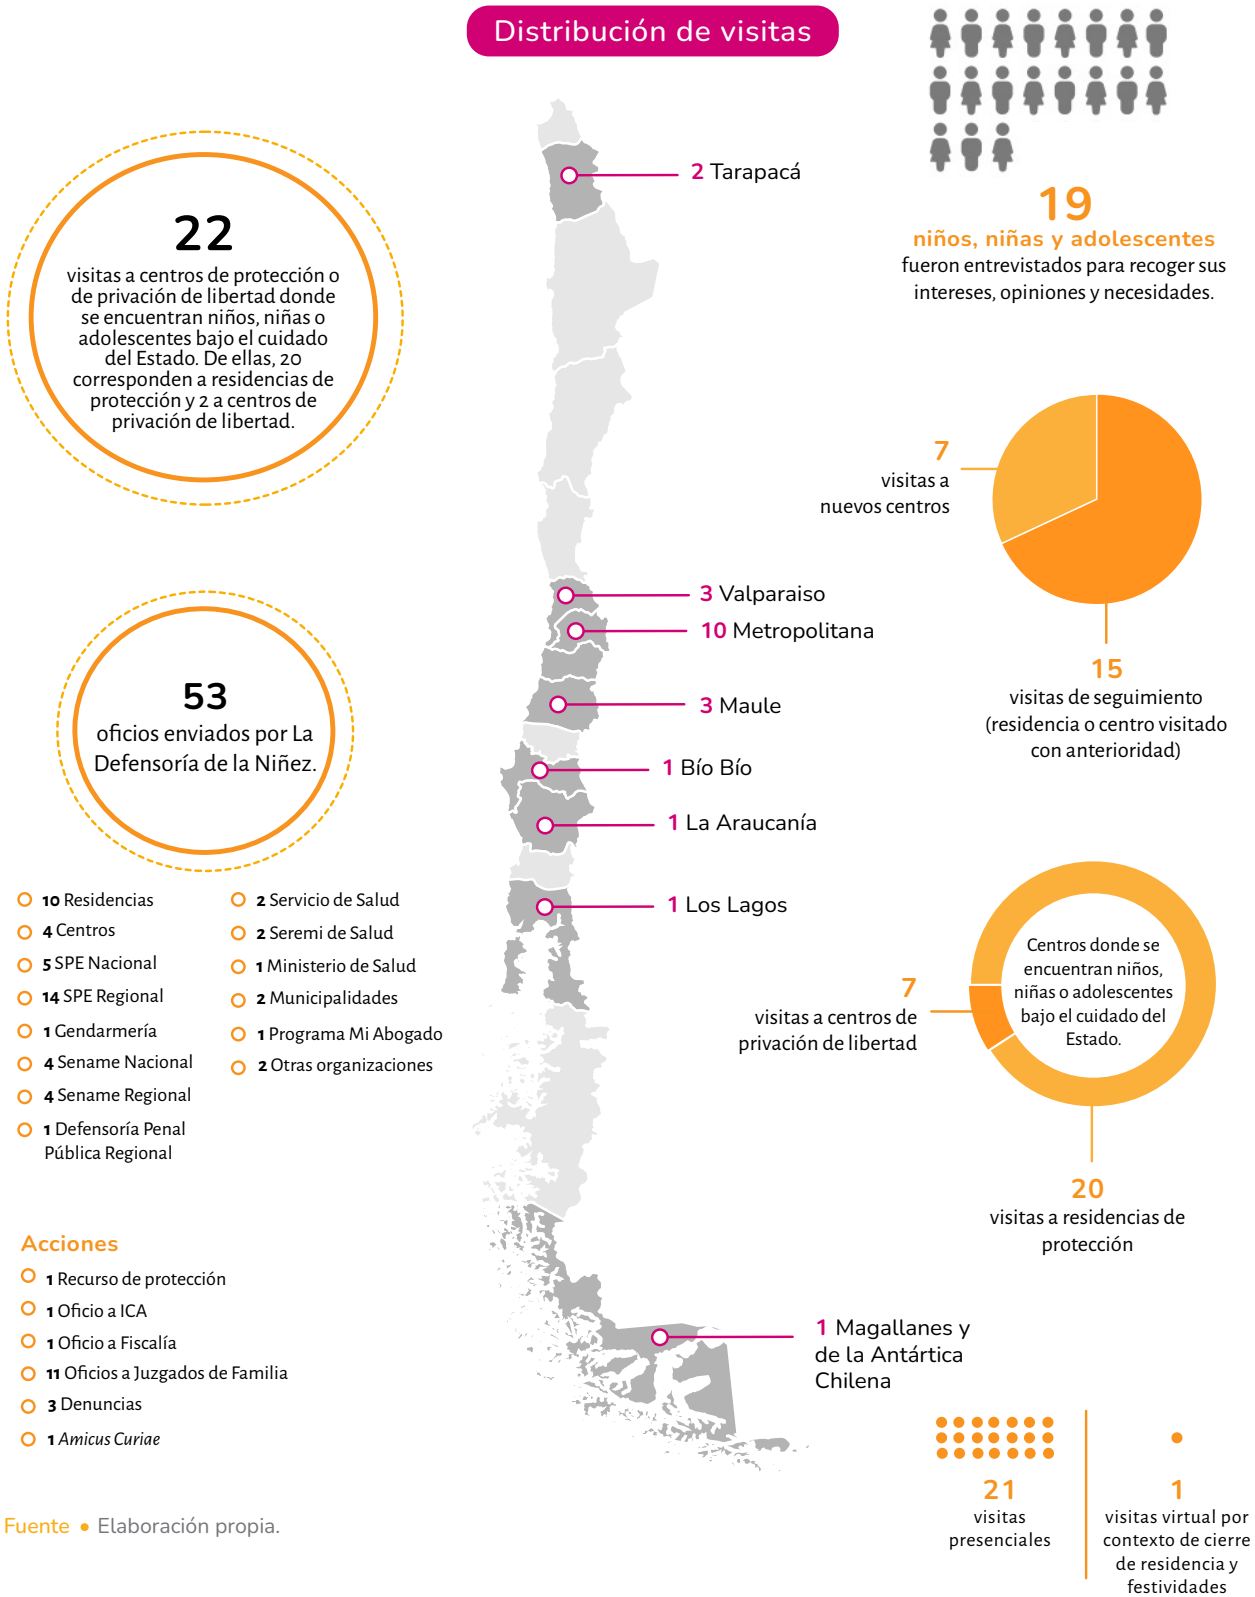 Distribución de visitas
22
visitas a centros de protección o
de privación de libertad donde
se encuentran niños, niñas o
adolescentes bajo el cuidado
del Estado. De ellas, 20
corresponden a residencias de
protección y 2 a centros de
privación de libertad.
53
oficios enviados por La
Defensoría de la Niñez.
10 Residencias
4 Centros
5 SPE Nacional
14 SPE Regional
1 Gendarmería
4 Sename Nacional
4 Sename Regional
1 Defensoría Penal
Pública Regional
2 Servicio de Salud
2 Seremi de Salud
1 Ministerio de Salud
2 Municipalidades
1 Programa Mi Abogado
2 Otras organizaciones
Acciones
1 Recurso de protección
1 Oficio a ICA
1 Oficio a Fiscalía
11 Oficios a Juzgados de Familia
3 Denuncias
1 Amicus Curiae
Fuente • Elaboración propia.
2 Tarapacá
3 Valparaiso
10 Metropolitana
3 Maule
1 Bío Bío
1 La Araucanía
1 Los Lagos
1 Magallanes y
de la Antártica
Chilena
19
niños, niñas y adolescentes
fueron entrevistados para recoger sus
intereses, opiniones y necesidades.
7
visitas a
nuevos centros
15
visitas de seguimiento
(residencia o centro visitado
con anterioridad)
Centros donde se
encuentran niños,
niñas o adolescentes
bajo el cuidado del
Estado.
7
visitas a centros de
privación de libertad
20
visitas a residencias de
protección
21
visitas
presenciales
1
visitas virtual por
contexto de cierre
de residencia y
festividades